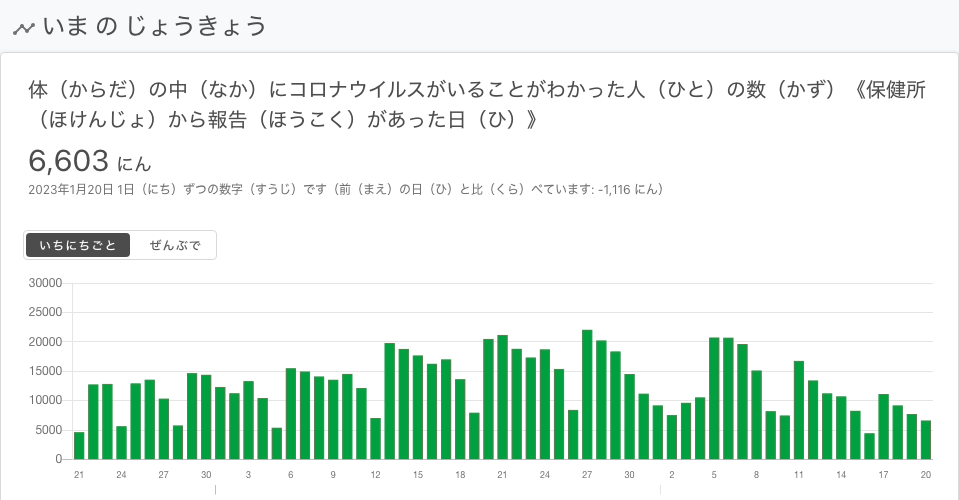 いま の じょうきょう
体（からだ）の中（なか）にコロナウイルスがいることがわかった人（ひと）の数（かず）《保健所
（ほけんじょ）から報告（ほうこく）があった日（ひ）》
6,603 にん
2023年1月20日 1日（にち）ずつの数字（すうじ）です（前（まえ）の日（ひ）と比（くら）べています: -1,116 にん）
いちにちごと ぜんぶで
30000
25000
20000
15000
10000
5000
0
21 24 27 30 3 6 9 12 15 18 21 24 27 30 2 5 8 11 14 17 20